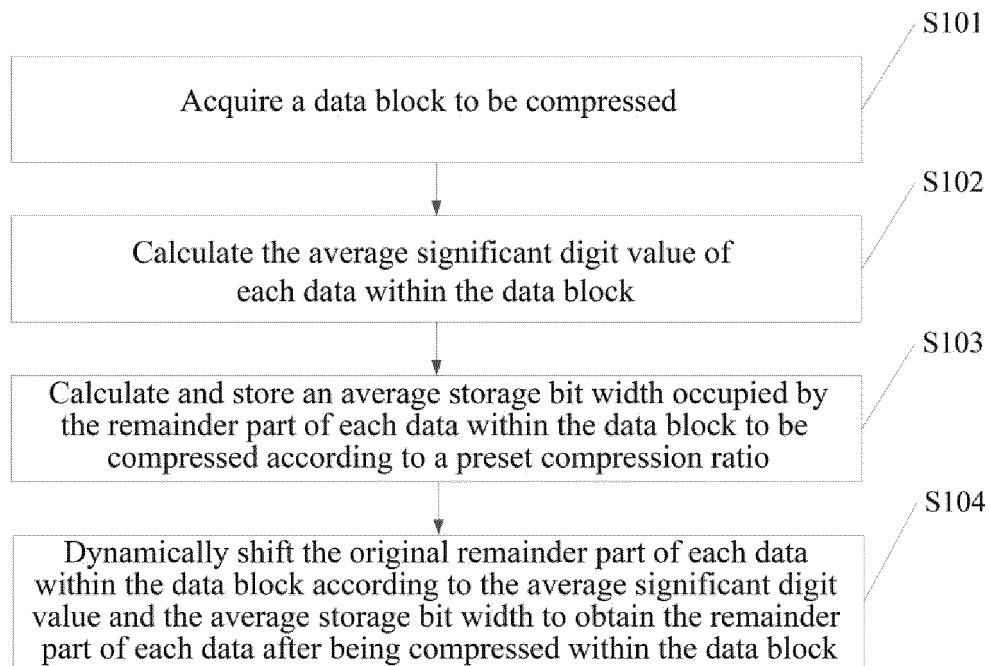 S101
Acquire a data block to be compressed
S102
Calculate the average significant digit value of
each data within the data block
S103
Calculate and store an average storage bit width occupied by
the remainder part of each data within the data block to be
compressed according to a preset compression ratio
S104
Dynamically shift the original remainder part of each data
within the data block according to the average significant digit
value and the average storage bit width to obtain the remainder
part of each data after being compressed within the data block